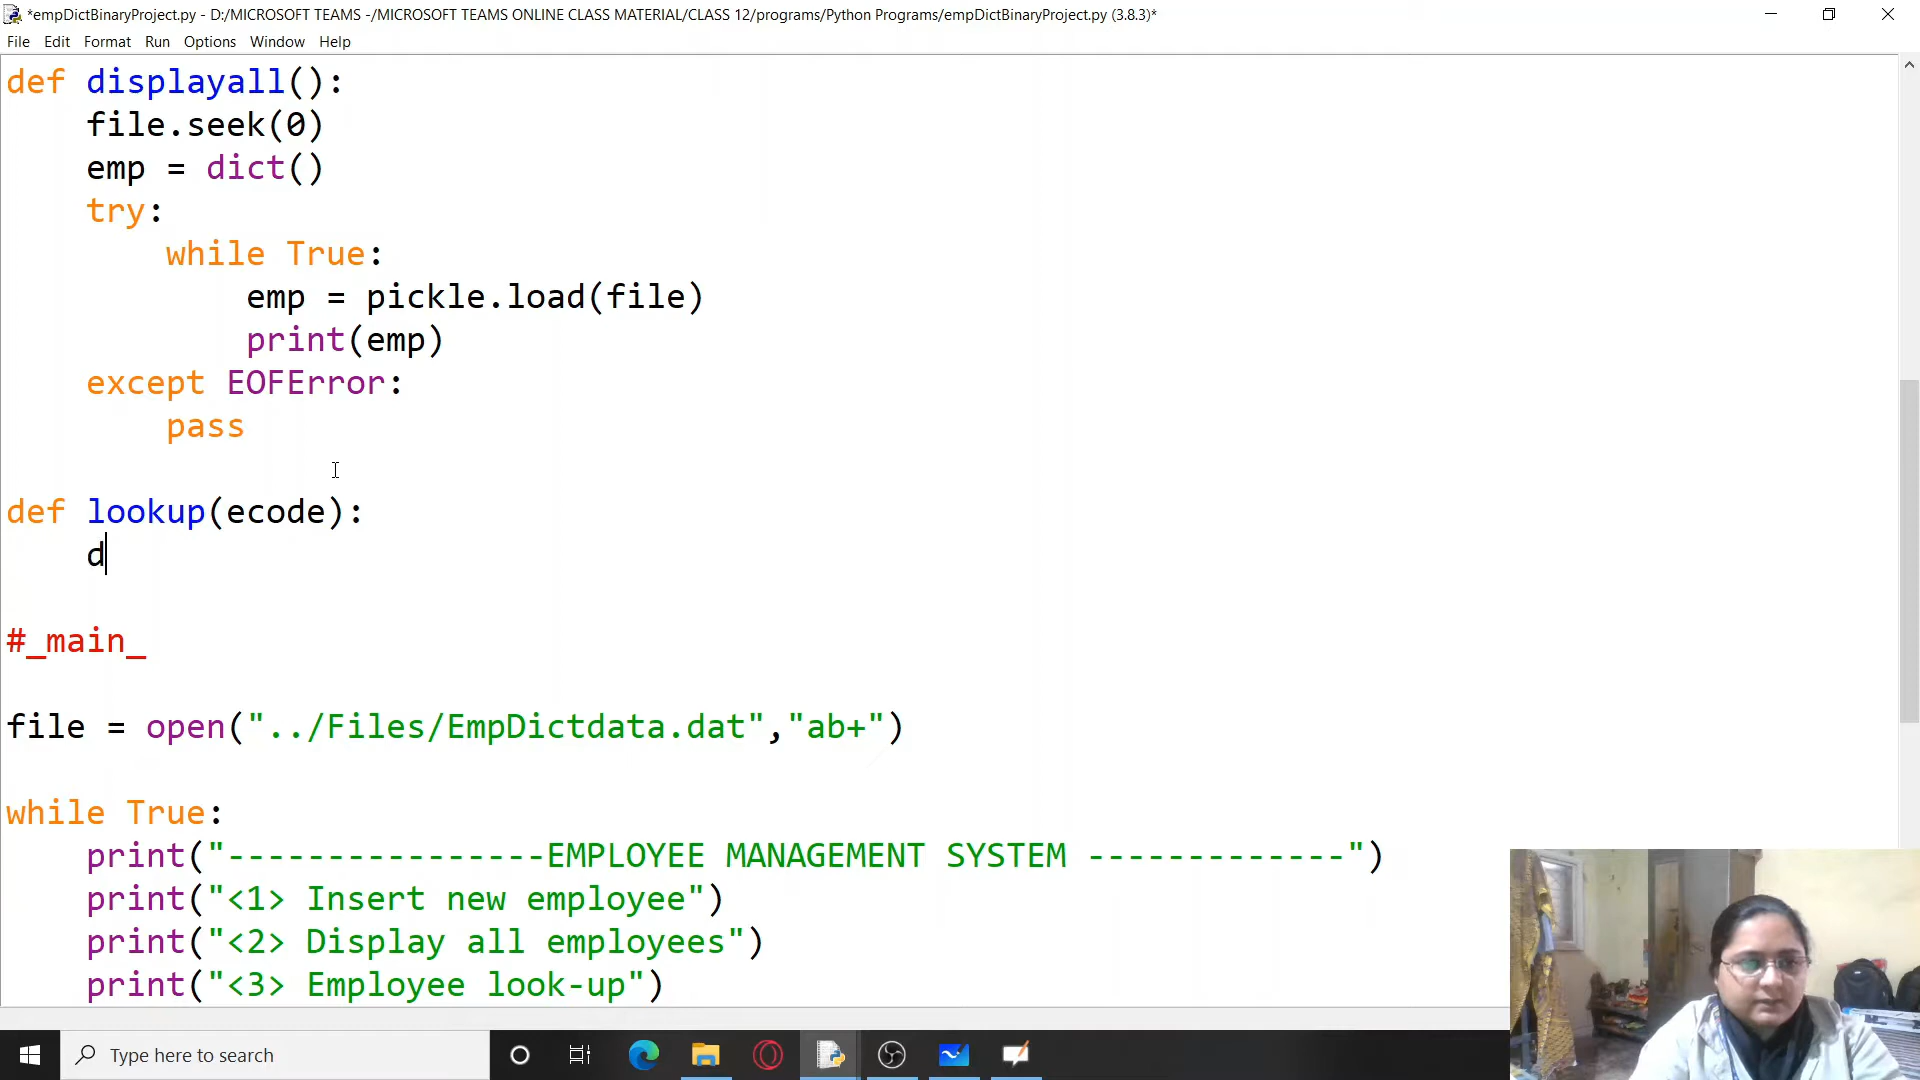 *empDictBinaryProject.py - D:/MICROSOFT TEAMS -/MICROSOFT TEAMS ONLINE CLASS MATERIAL/CLASS 12/programs/Python Programs/empDictBinaryProject.py (3.8.3)*
File Edit Format Run Options Window Help
def displayall():
    file.seek(0)
    emp = dict()
    try:
        while True:
            emp = pickle.load(file)
            print(emp)
    except EOFError:
        pass
def lookup(ecode):
    d
#_main_
file = open("../Files/EmpDictdata.dat","ab+")
while True:
    print("----------------EMPLOYEE MANAGEMENT SYSTEM -------------")
    print("<1> Insert new employee")
    print("<2> Display all employees")
    print("<3> Employee look-up")
Type here to search